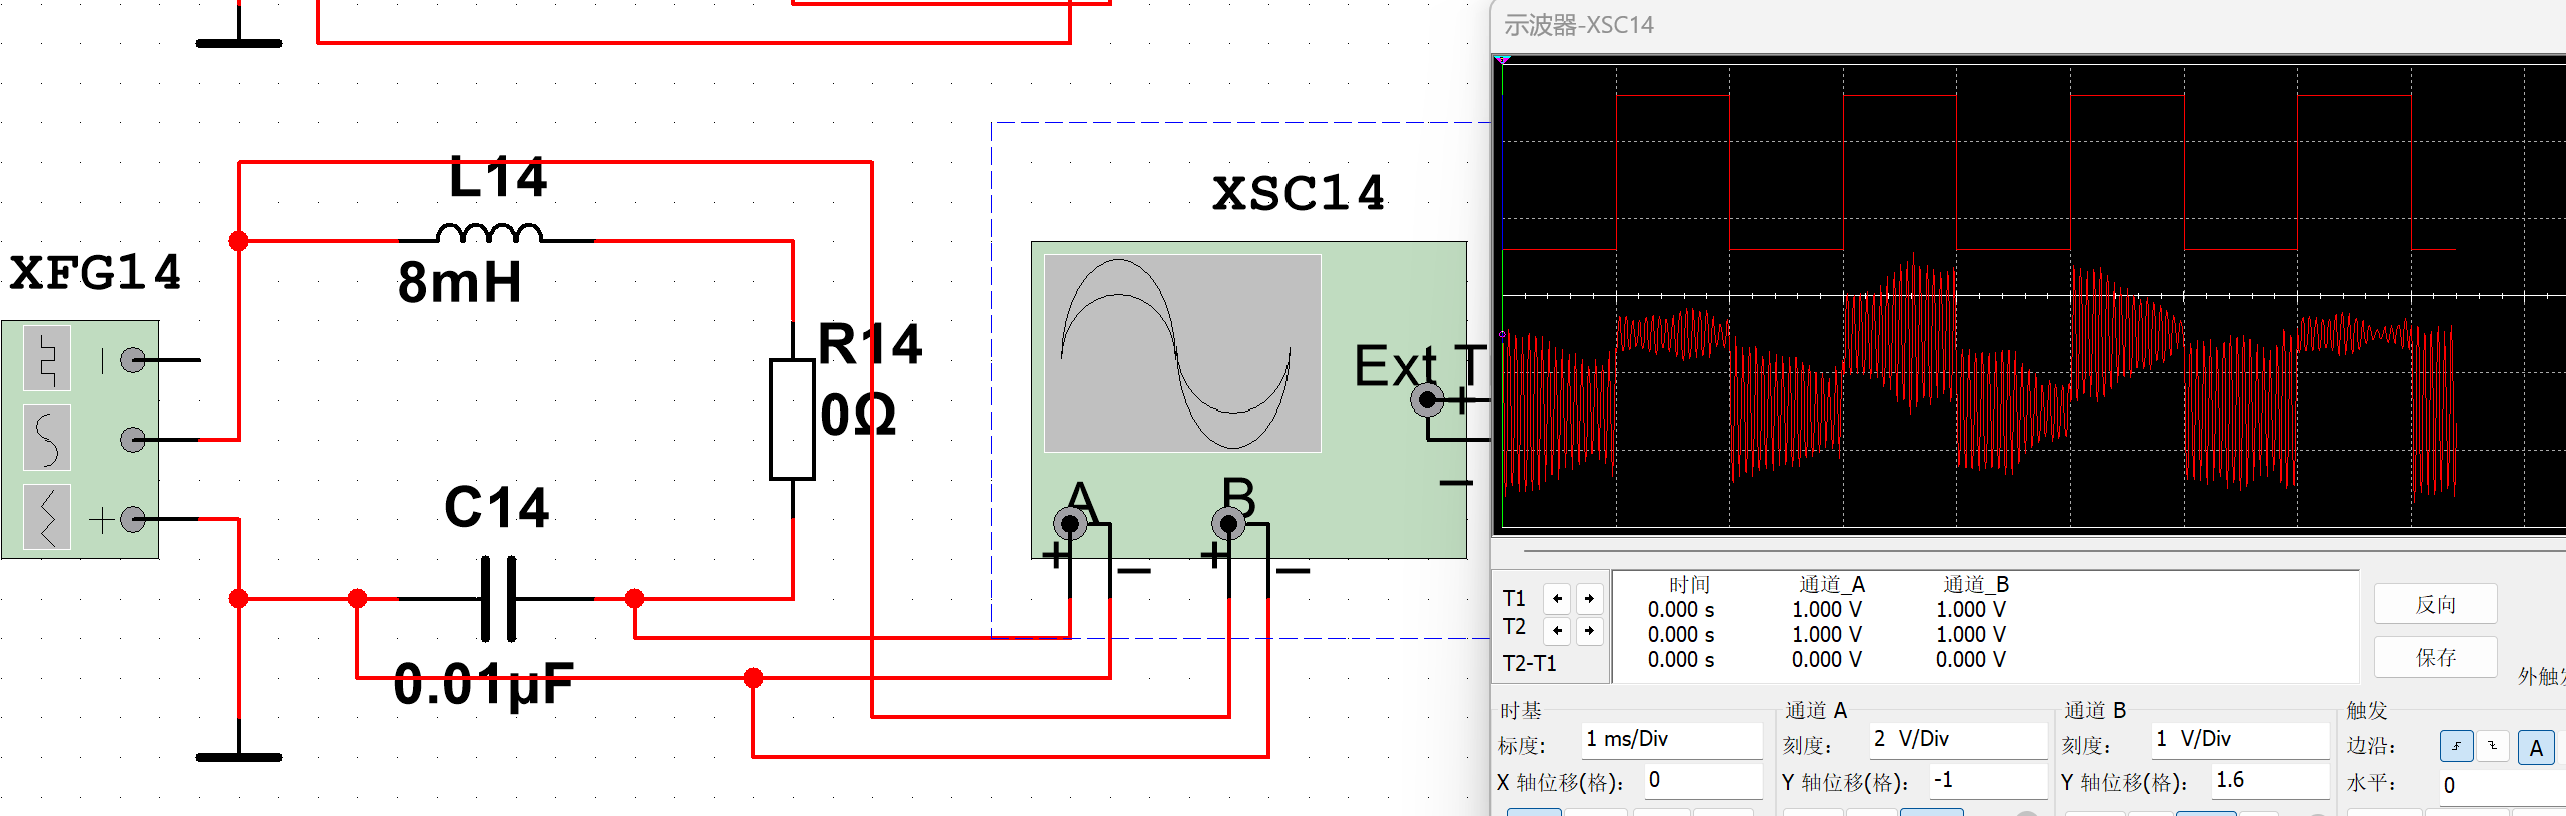 L14
8mH
XFG14
R14
0Ω
C14
0.01µF
XSC14
Ext T
A
B
示波器-XSC14
时间 通道_A 通道_B
T1 0.000 s 1.000 V 1.000 V
T2 0.000 s 1.000 V 1.000 V
T2-T1 0.000 s 0.000 V 0.000 V
反向
保存
外触发
时基 通道 A 通道 B 触发
标度: 1 ms/Div 刻度: 2 V/Div 刻度: 1 V/Div 边沿: A
X 轴位移(格): 0 Y 轴位移(格): -1 Y 轴位移(格): 1.6 水平: 0